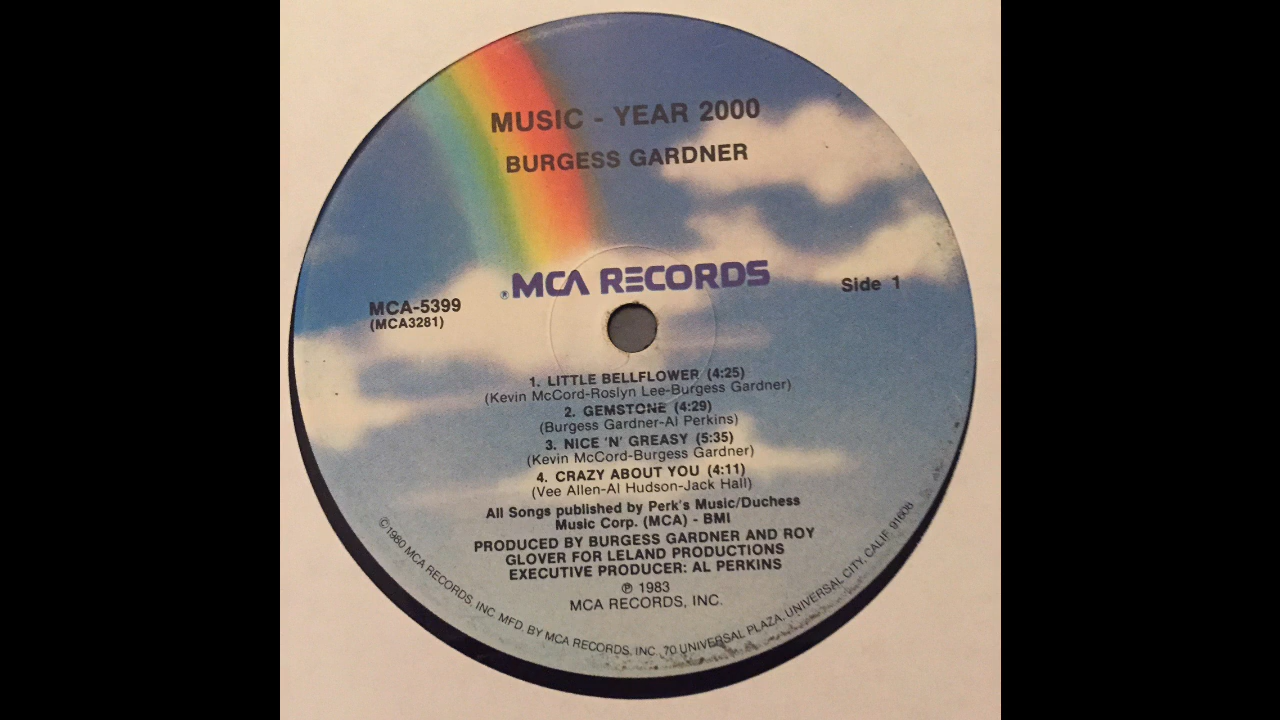 MUSIC - YEAR 2000
BURGESS GARDNER
® MCA RECORDS
MCA-5399
(MCA3281)
Side 1
1. LITTLE BELLFLOWER (4:25)
(Kevin McCord-Roslyn Lee-Burgess Gardner)
2. GEMSTONE (4:29)
(Burgess Gardner-Al Perkins)
3. NICE 'N' GREASY (5:35)
(Kevin McCord-Burgess Gardner)
4. CRAZY ABOUT YOU (4:11)
(Vee Allen-Al Hudson-Jack Hall)
All Songs published by Perk's Music/Duchess
Music Corp. (MCA) - BMI
PRODUCED BY BURGESS GARDNER AND ROY
GLOVER FOR LELAND PRODUCTIONS
EXECUTIVE PRODUCER: AL PERKINS
℗ 1983
MCA RECORDS, INC.
©1980 MCA RECORDS, INC. MFD. BY MCA RECORDS, INC. 70 UNIVERSAL PLAZA, UNIVERSAL CITY, CALIF. 91608